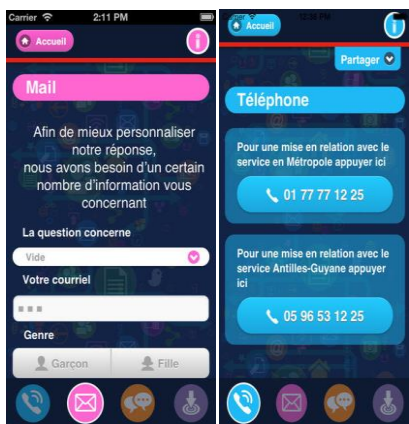 Carrier 2:11 PM
Accueil
i
Mail
Afin de mieux personnaliser
notre réponse,
nous avons besoin d'un certain
nombre d'information vous
concernant
La question concerne
Vide
Votre courriel
Genre
Garçon
Fille
Accueil
i
Partager
Téléphone
Pour une mise en relation avec le
service en Métropole appuyer ici
01 77 77 12 25
Pour une mise en relation avec le
service Antilles-Guyane appuyer
ici
05 96 53 12 25